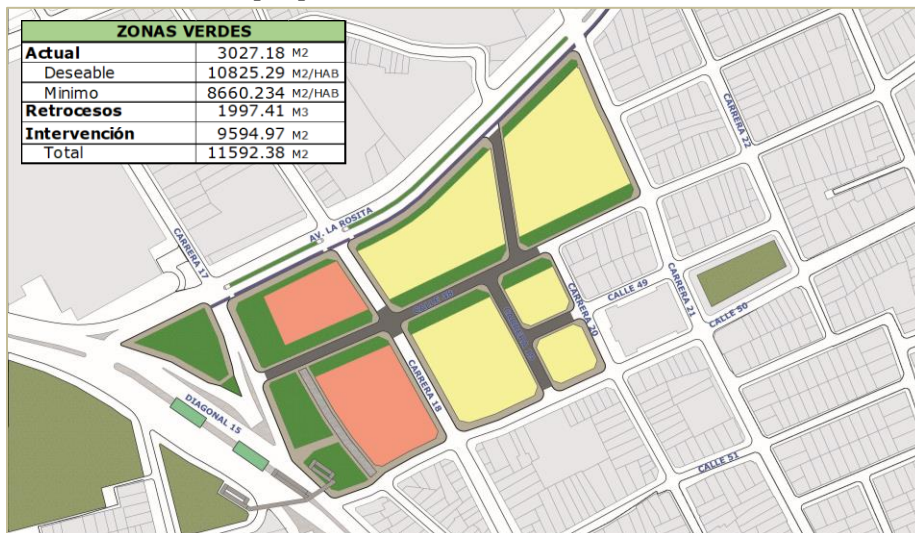 ZONAS VERDES
Actual 3027.18 M2
Deseable 10825.29 M2/HAB
Minimo 8660.234 M2/HAB
Retrocesos 1997.41 M3
Intervención 9594.97 M2
Total 11592.38 M2
CARRERA 22
AV. LA ROSITA
CARRERA 17
CARRERA 20
CALLE 49
CARRERA 21
CALLE 50
CARRERA 18
DIAGONAL 15
CALLE 51